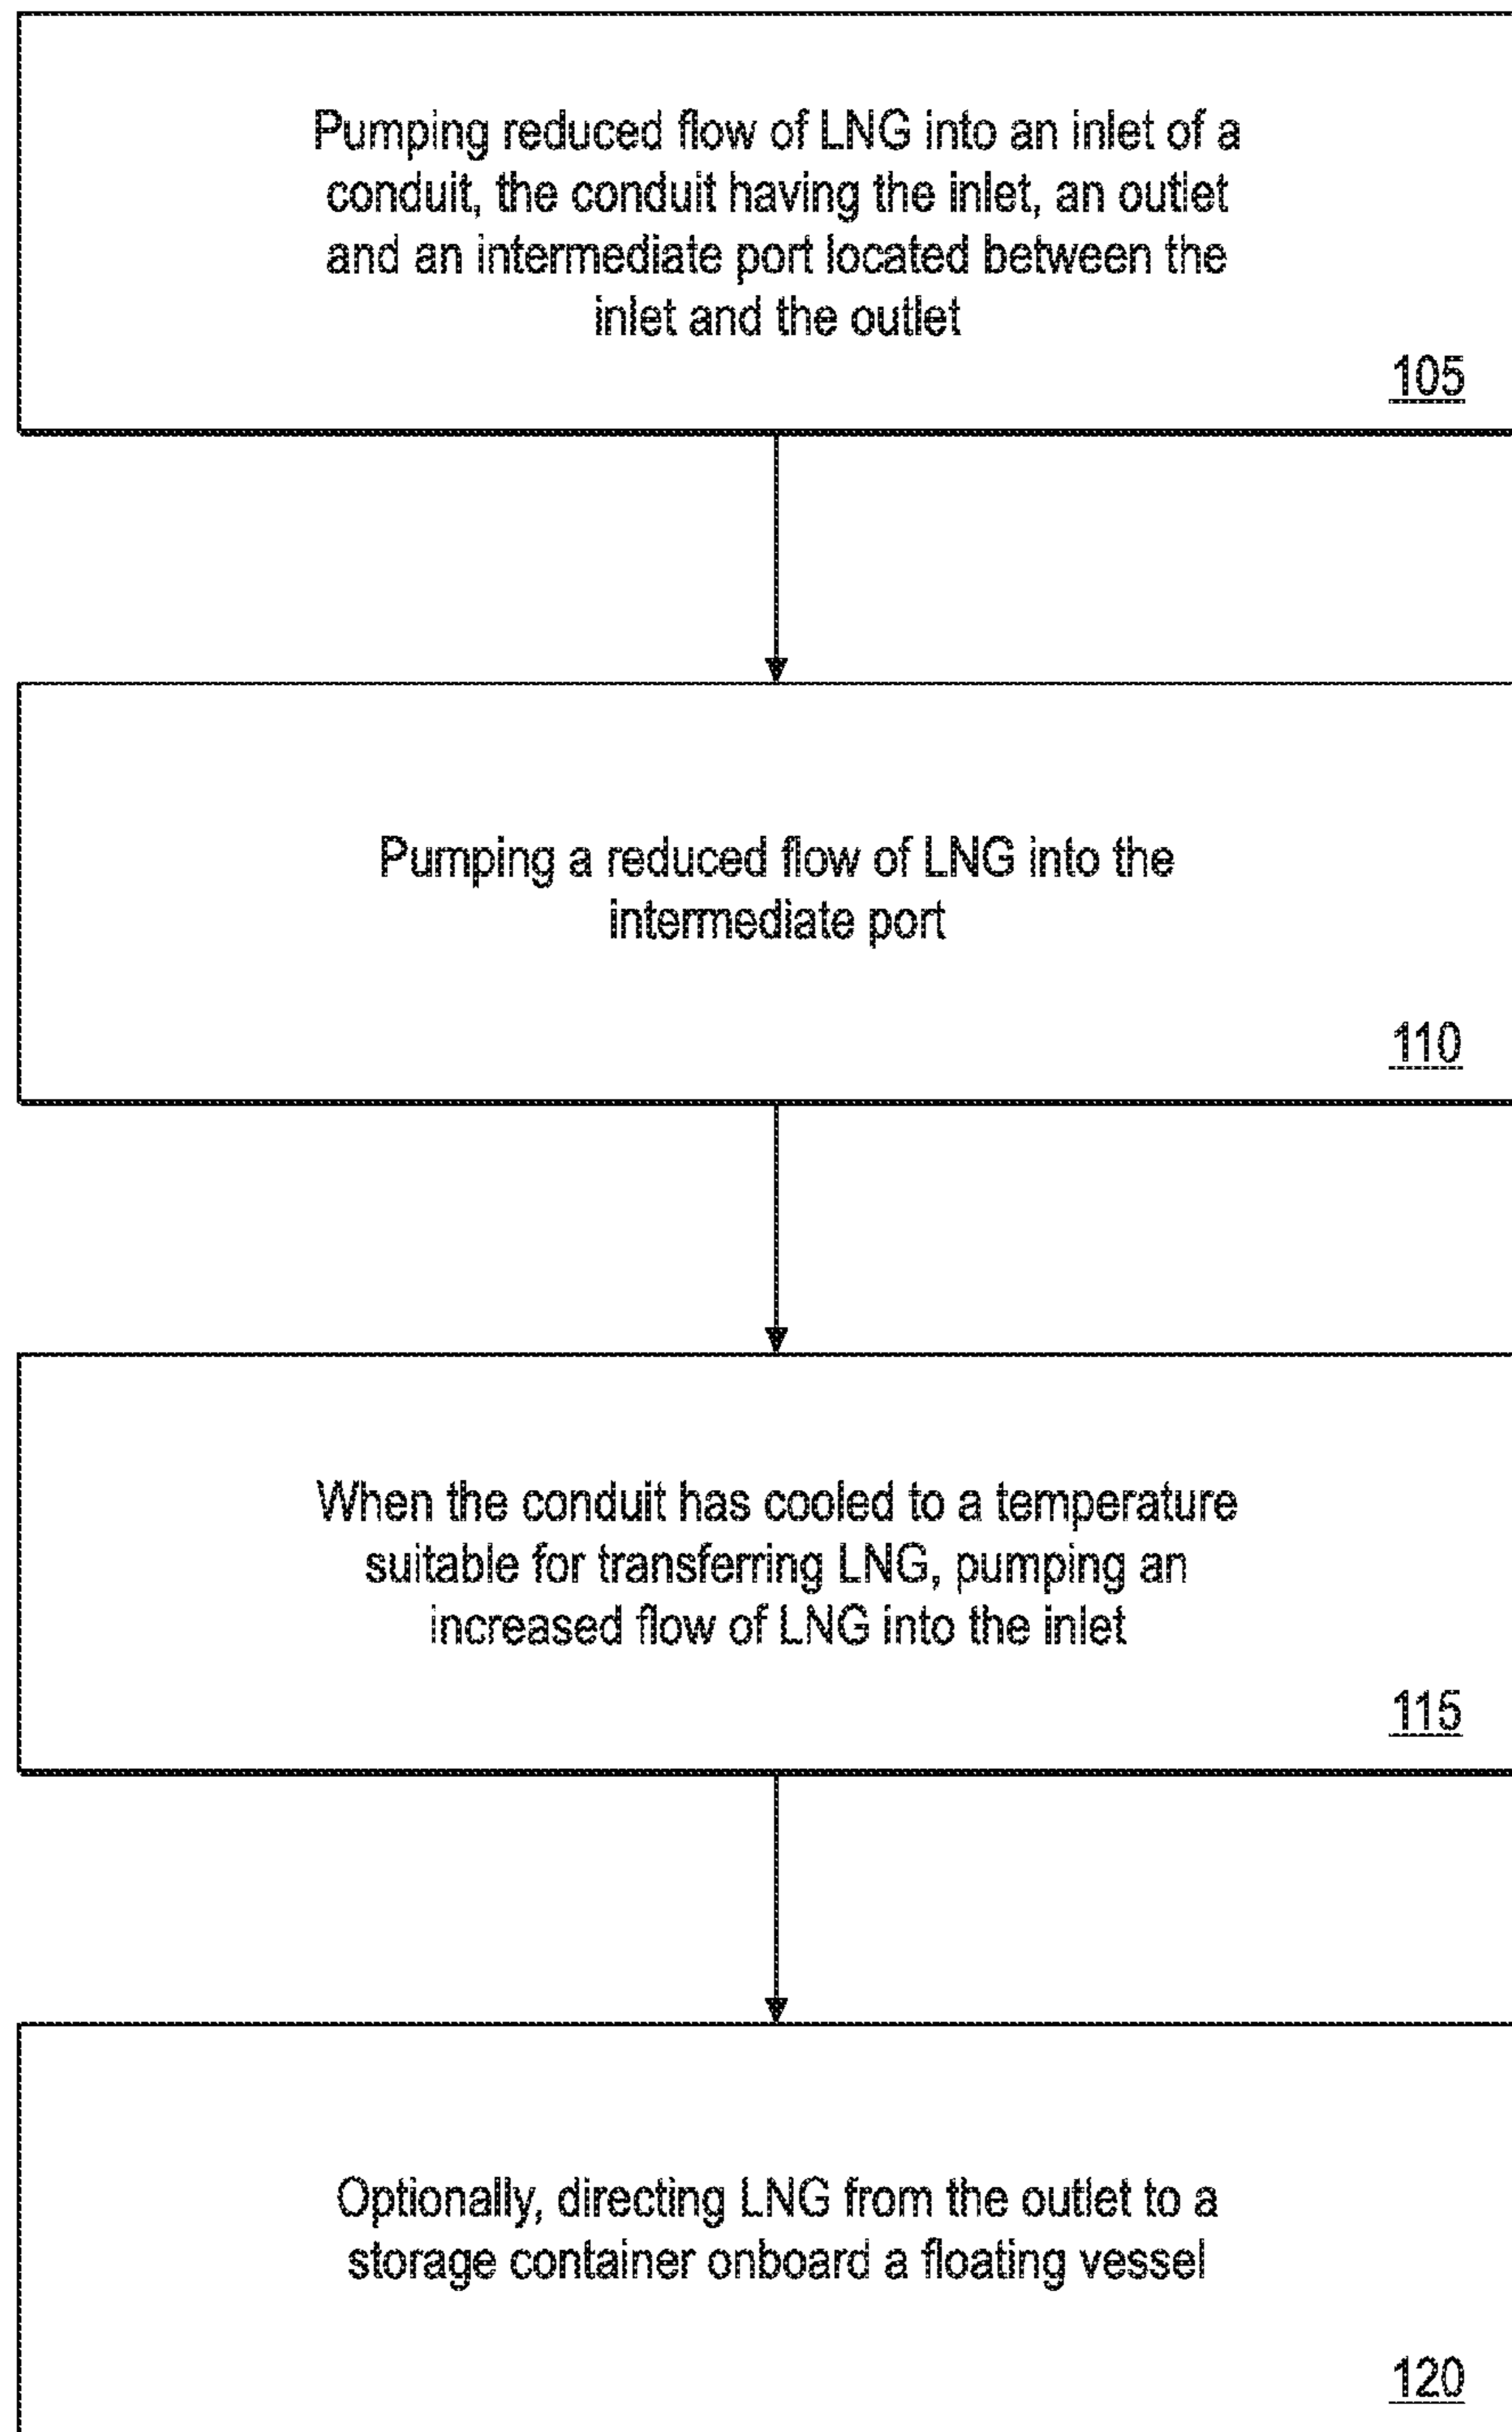 Pumping reduced flow of LNG into an inlet of a
conduit, the conduit having the inlet, an outlet
and an intermediate port located between the
inlet and the outlet
105
Pumping a reduced flow of LNG into the
intermediate port
110
When the conduit has cooled to a temperature
suitable for transferring LNG, pumping an
increased flow of LNG into the inlet
115
Optionally, directing LNG from the outlet to a
storage container onboard a floating vessel
120